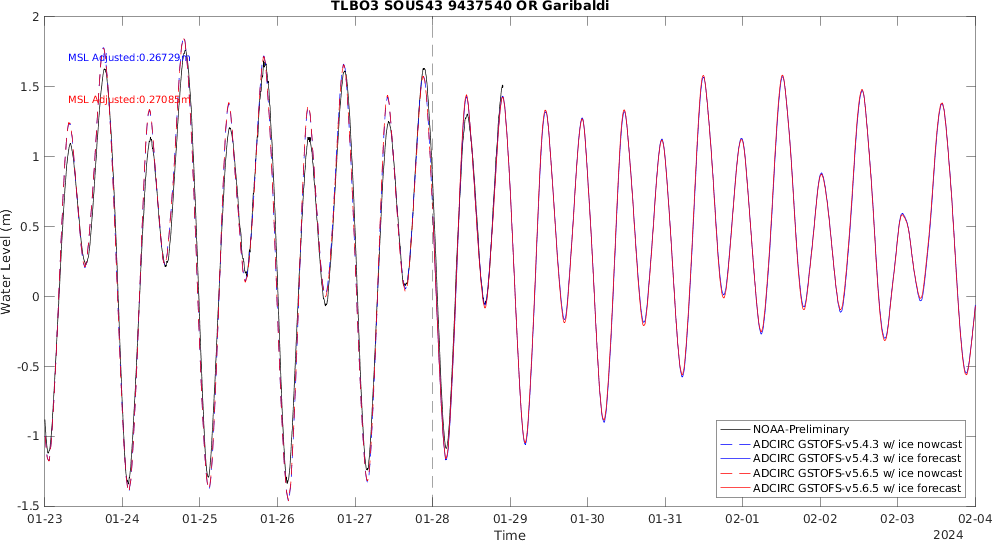 TLBO3 SOUS43 9437540 OR Garibaldi
2
1.5
1
0.5
0
-0.5
-1
-1.5
Water Level (m)
MSL Adjusted:0.26729m
MSL Adjusted:0.27085m
NOAA-Preliminary
ADCIRC GSTOFS-v5.4.3 w/ ice nowcast
ADCIRC GSTOFS-v5.4.3 w/ ice forecast
ADCIRC GSTOFS-v5.6.5 w/ ice nowcast
ADCIRC GSTOFS-v5.6.5 w/ ice forecast
01-23 01-24 01-25 01-26 01-27 01-28 01-29 01-30 01-31 02-01 02-02 02-03 02-04
Time
2024